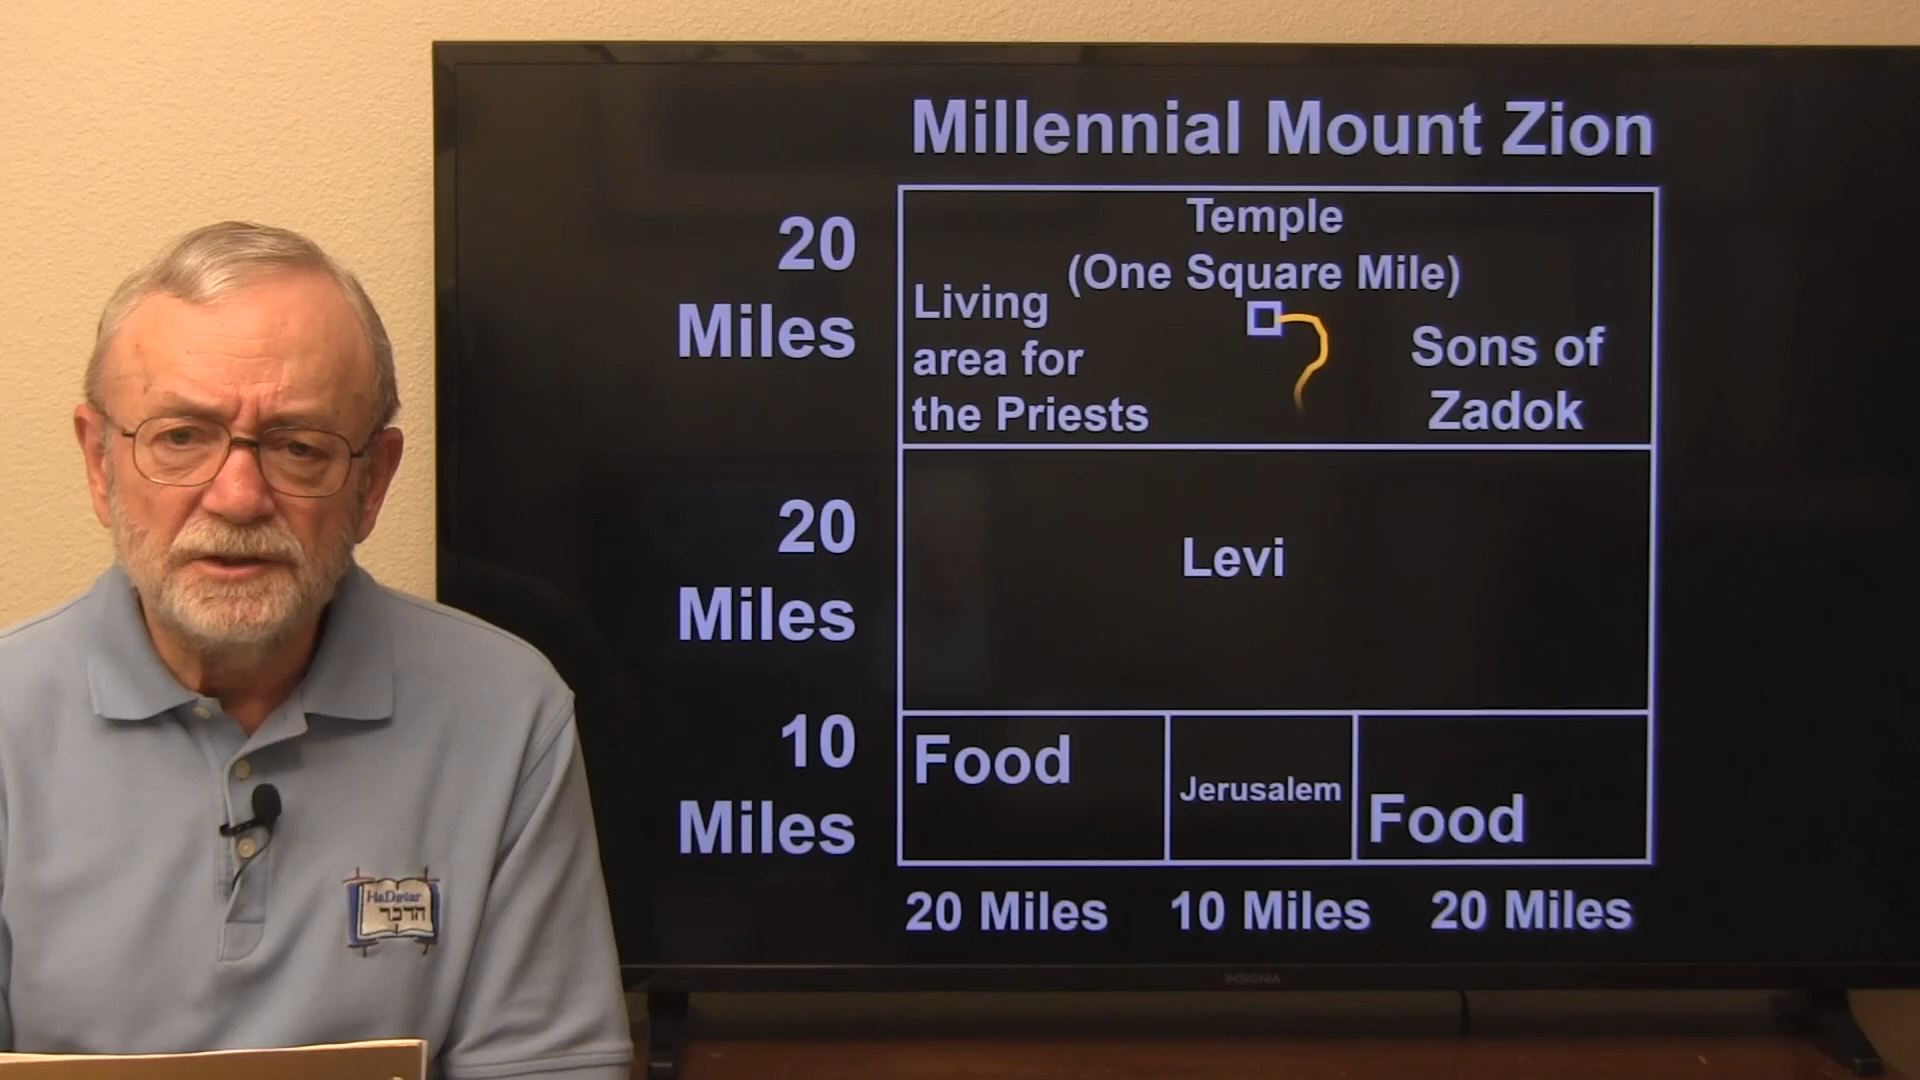 Millennial Mount Zion
20
Miles
Temple
(One Square Mile)
Living
area for
the Priests
Sons of
Zadok
20
Miles
Levi
10
Miles
Food
Jerusalem
Food
20 Miles
10 Miles
20 Miles
INSIGNIA
HaDavar
הדבר